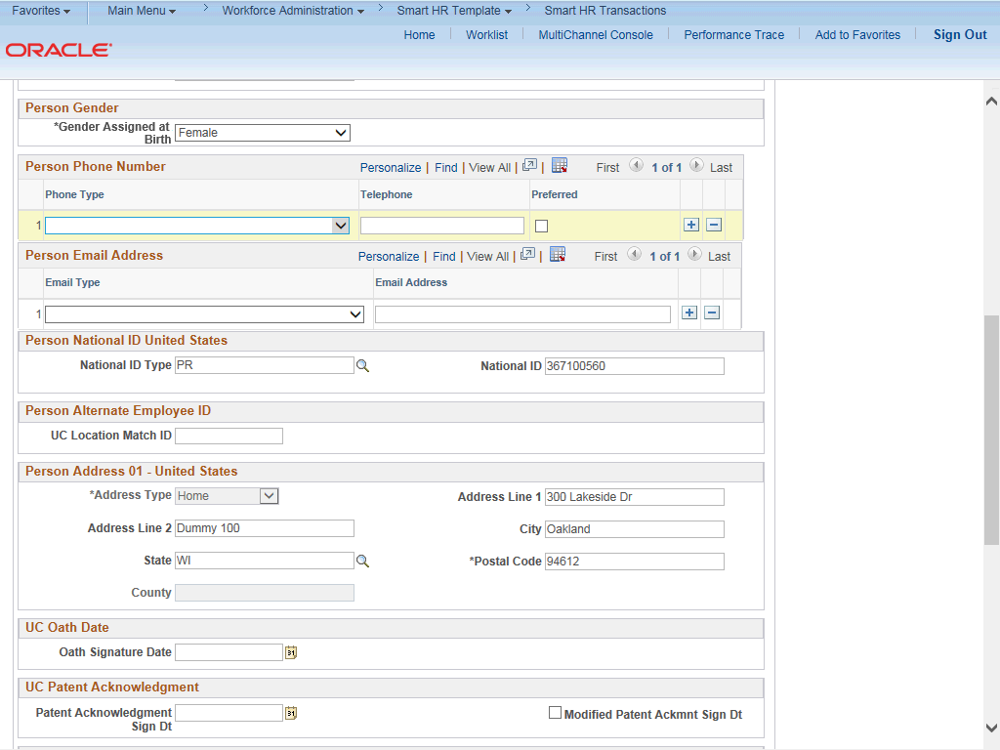 Favorites Main Menu > Workforce Administration > Smart HR Template > Smart HR Transactions
Home Worklist MultiChannel Console Performance Trace Add to Favorites Sign Out
ORACLE
Person Gender
*Gender Assigned at Birth Female
Person Phone Number Personalize | Find | View All | | First 1 of 1 Last
Phone Type Telephone Preferred
1
Person Email Address Personalize | Find | View All | | First 1 of 1 Last
Email Type Email Address
1
Person National ID United States
National ID Type PR National ID 367100560
Person Alternate Employee ID
UC Location Match ID
Person Address 01 - United States
*Address Type Home Address Line 1 300 Lakeside Dr
Address Line 2 Dummy 100 City Oakland
State WI *Postal Code 94612
County
UC Oath Date
Oath Signature Date 31
UC Patent Acknowledgment
Patent Acknowledgment Sign Dt 31 Modified Patent Ackmnt Sign Dt